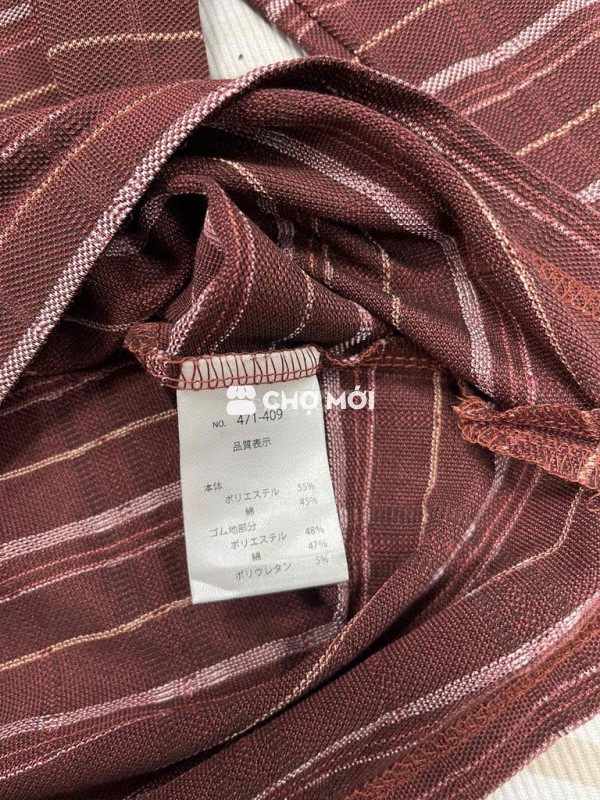 CHỢ MỚI
NO. 471-409
品質表示
本体
ポリエステル 55%
綿 45%
ゴム地部分
ポリエステル 48%
綿 47%
ポリウレタン 5%